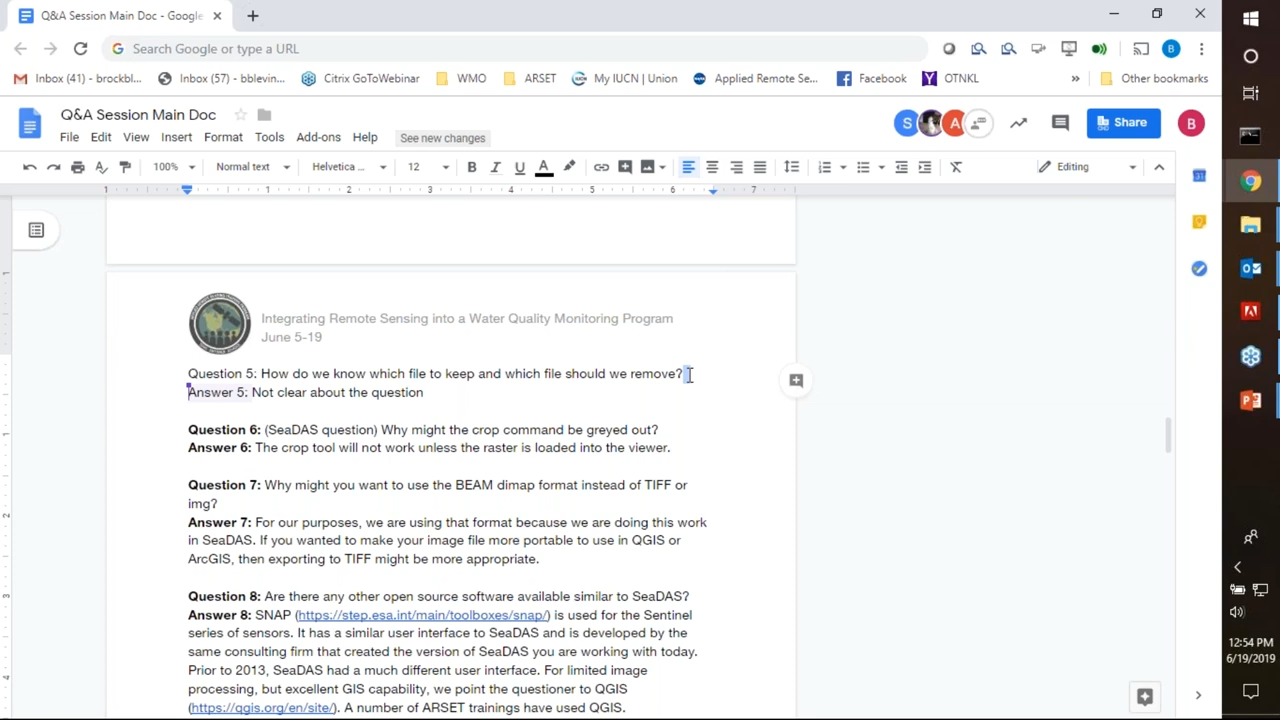 Q&A Session Main Doc - Google
Search Google or type a URL
Inbox (41) - brockbl...
Inbox (57) - bblevin...
Citrix GoToWebinar
WMO
ARSET
My IUCN | Union
Applied Remote Se...
Facebook
OTNKL
Other bookmarks
Q&A Session Main Doc
File Edit View Insert Format Tools Add-ons Help See new changes
S A Share B
100% Normal text Helvetica ... 12 B I U A Editing
1 1 2 3 4 5 6 7
Integrating Remote Sensing into a Water Quality Monitoring Program
June 5-19
Question 5: How do we know which file to keep and which file should we remove?
Answer 5: Not clear about the question
Question 6: (SeaDAS question) Why might the crop command be greyed out?
Answer 6: The crop tool will not work unless the raster is loaded into the viewer.
Question 7: Why might you want to use the BEAM dimap format instead of TIFF or
img?
Answer 7: For our purposes, we are using that format because we are doing this work
in SeaDAS. If you wanted to make your image file more portable to use in QGIS or
ArcGIS, then exporting to TIFF might be more appropriate.
Question 8: Are there any other open source software available similar to SeaDAS?
Answer 8: SNAP (https://step.esa.int/main/toolboxes/snap/) is used for the Sentinel
series of sensors. It has a similar user interface to SeaDAS and is developed by the
same consulting firm that created the version of SeaDAS you are working with today.
Prior to 2013, SeaDAS had a much different user interface. For limited image
processing, but excellent GIS capability, we point the questioner to QGIS
(https://qgis.org/en/site/). A number of ARSET trainings have used QGIS.
12:54 PM
6/19/2019